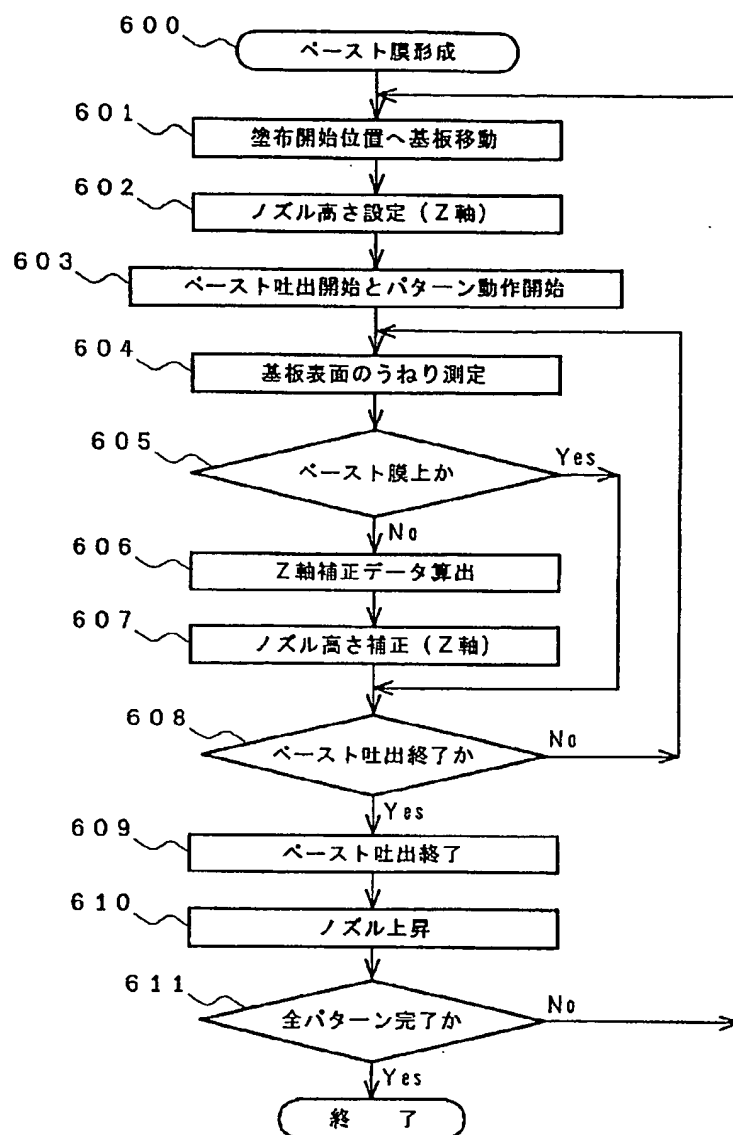 600
ペースト膜形成
601
塗布開始位置へ基板移動
602
ノズル高さ設定（Z軸）
603
ペースト吐出開始とパターン動作開始
604
基板表面のうねり測定
605
ペースト膜上か
Yes
No
606
Z軸補正データ算出
607
ノズル高さ補正（Z軸）
608
ペースト吐出終了か
No
Yes
609
ペースト吐出終了
610
ノズル上昇
611
全パターン完了か
No
Yes
終 了